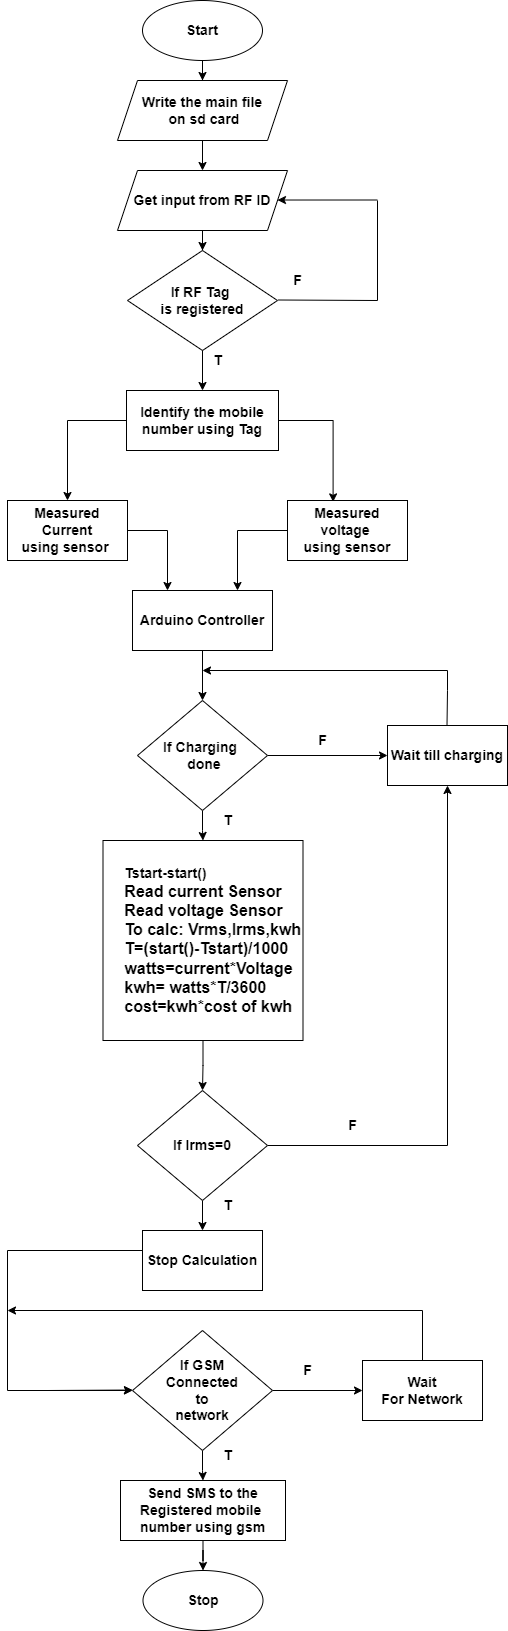 Start
Write the main file
on sd card
Get input from RF ID
If RF Tag
is registered
F
T
Identify the mobile
number using Tag
Measured
Current
using sensor
Measured
voltage
using sensor
Arduino Controller
If Charging
done
F
Wait till charging
T
Tstart-start()
Read current Sensor
Read voltage Sensor
To calc: Vrms,Irms,kwh
T=(start()-Tstart)/1000
watts=current*Voltage
kwh= watts*T/3600
cost=kwh*cost of kwh
If Irms=0
F
T
Stop Calculation
If GSM
Connected
to
network
F
Wait
For Network
T
Send SMS to the
Registered mobile
number using gsm
Stop